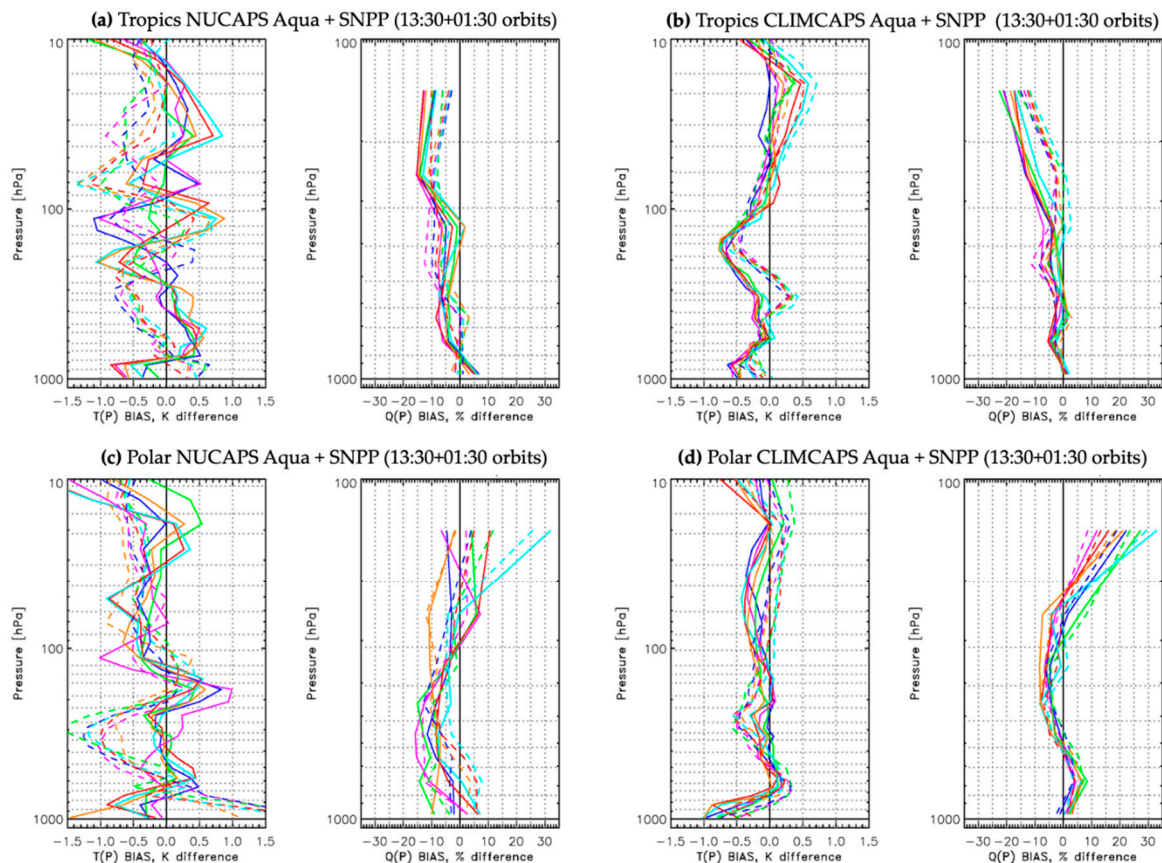 (a) Tropics NUCAPS Aqua + SNPP (13:30+01:30 orbits)
(b) Tropics CLIMCAPS Aqua + SNPP (13:30+01:30 orbits)
10
100
1000
Pressure [hPa]
−1.5 −1.0 −0.5 0.0 0.5 1.0 1.5
T(P) BIAS, K difference
100
1000
Pressure [hPa]
−30 −20 −10 0 10 20 30
Q(P) BIAS, % difference
10
100
1000
Pressure [hPa]
−1.5 −1.0 −0.5 0.0 0.5 1.0 1.5
T(P) BIAS, K difference
100
1000
Pressure [hPa]
−30 −20 −10 0 10 20 30
Q(P) BIAS, % difference
(c) Polar NUCAPS Aqua + SNPP (13:30+01:30 orbits)
(d) Polar CLIMCAPS Aqua + SNPP (13:30+01:30 orbits)
10
100
1000
Pressure [hPa]
−1.5 −1.0 −0.5 0.0 0.5 1.0 1.5
T(P) BIAS, K difference
100
1000
Pressure [hPa]
−30 −20 −10 0 10 20 30
Q(P) BIAS, % difference
10
100
1000
Pressure [hPa]
−1.5 −1.0 −0.5 0.0 0.5 1.0 1.5
T(P) BIAS, K difference
100
1000
Pressure [hPa]
−30 −20 −10 0 10 20 30
Q(P) BIAS, % difference